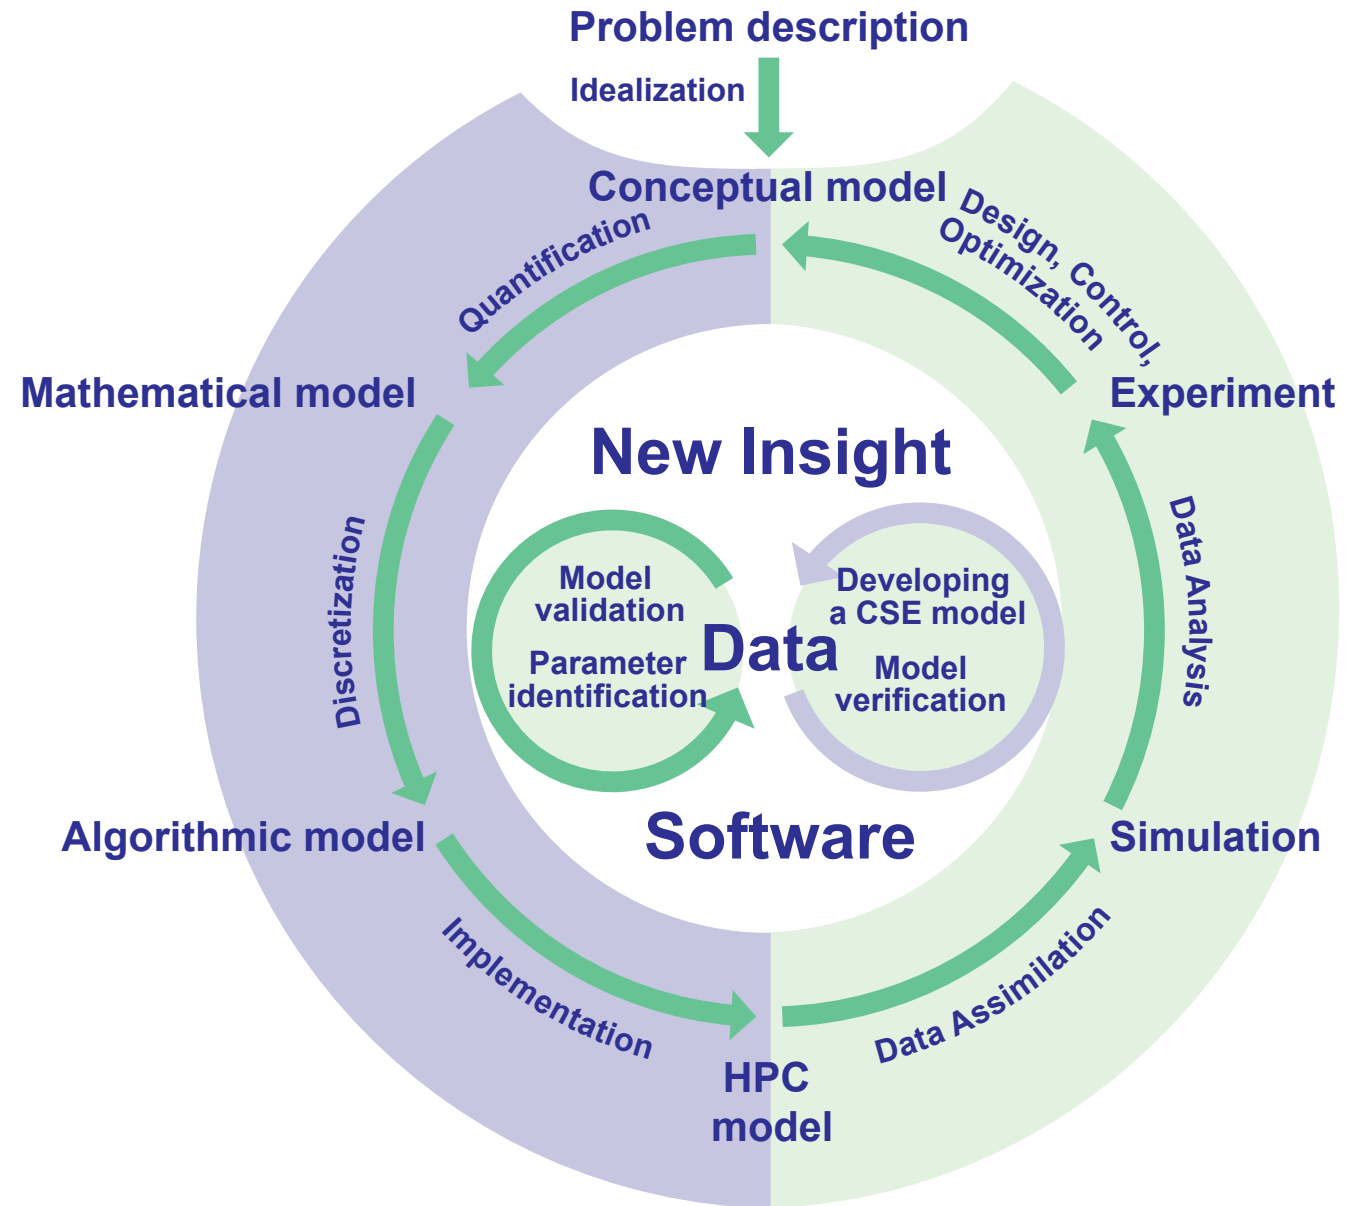 Problem description
Idealization
Conceptual model
Quantification
Design, Control,
Optimization
Mathematical model
Experiment
New Insight
Discretization
Data Analysis
Model
validation
Parameter
identification
Data
Developing
a CSE model
Model
verification
Algorithmic model
Software
Simulation
Implementation
Data Assimilation
HPC
model